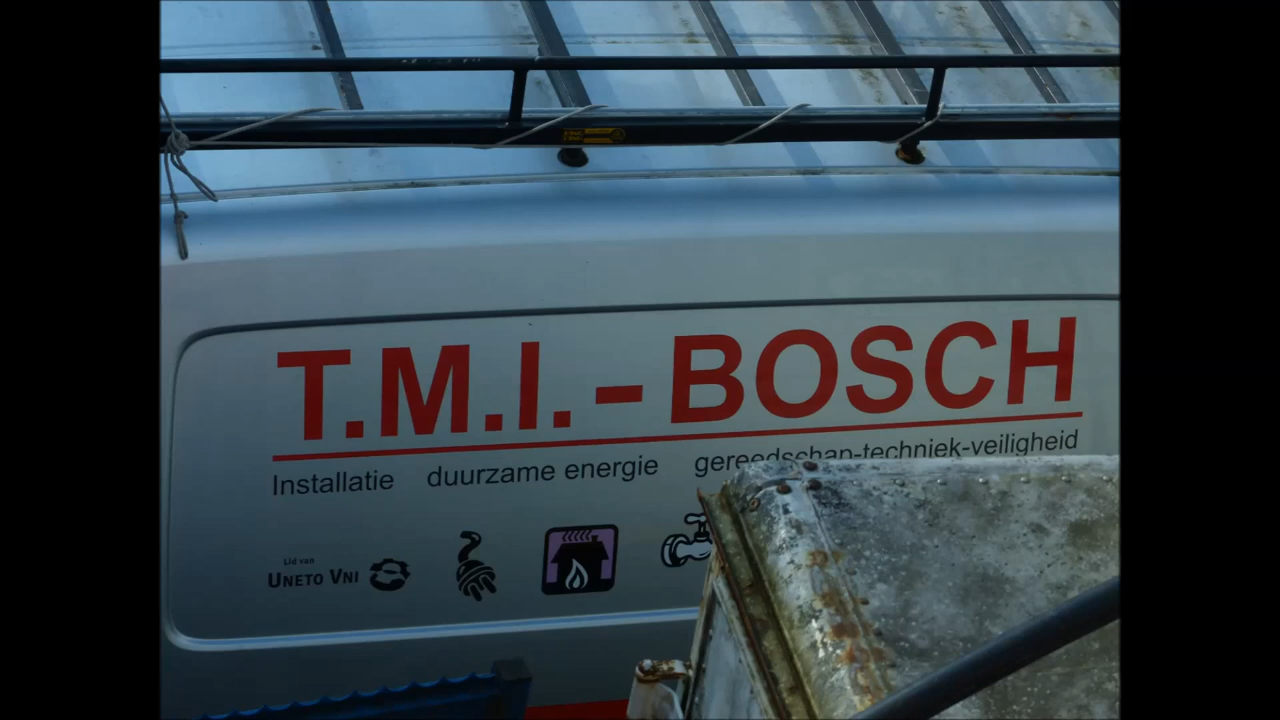 T.M.I.-BOSCH
Installatie duurzame energie gereedschap-techniek-veiligheid
Lid van
UNETO VNI